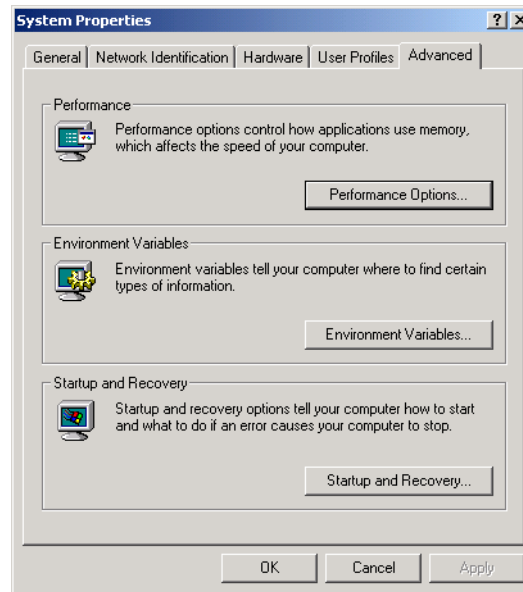 System Properties
General
Network Identification
Hardware
User Profiles
Advanced
Performance
Performance options control how applications use memory,
which affects the speed of your computer.
Performance Options...
Environment Variables
Environment variables tell your computer where to find certain
types of information.
Environment Variables...
Startup and Recovery
Startup and recovery options tell your computer how to start
and what to do if an error causes your computer to stop.
Startup and Recovery...
OK
Cancel
Apply